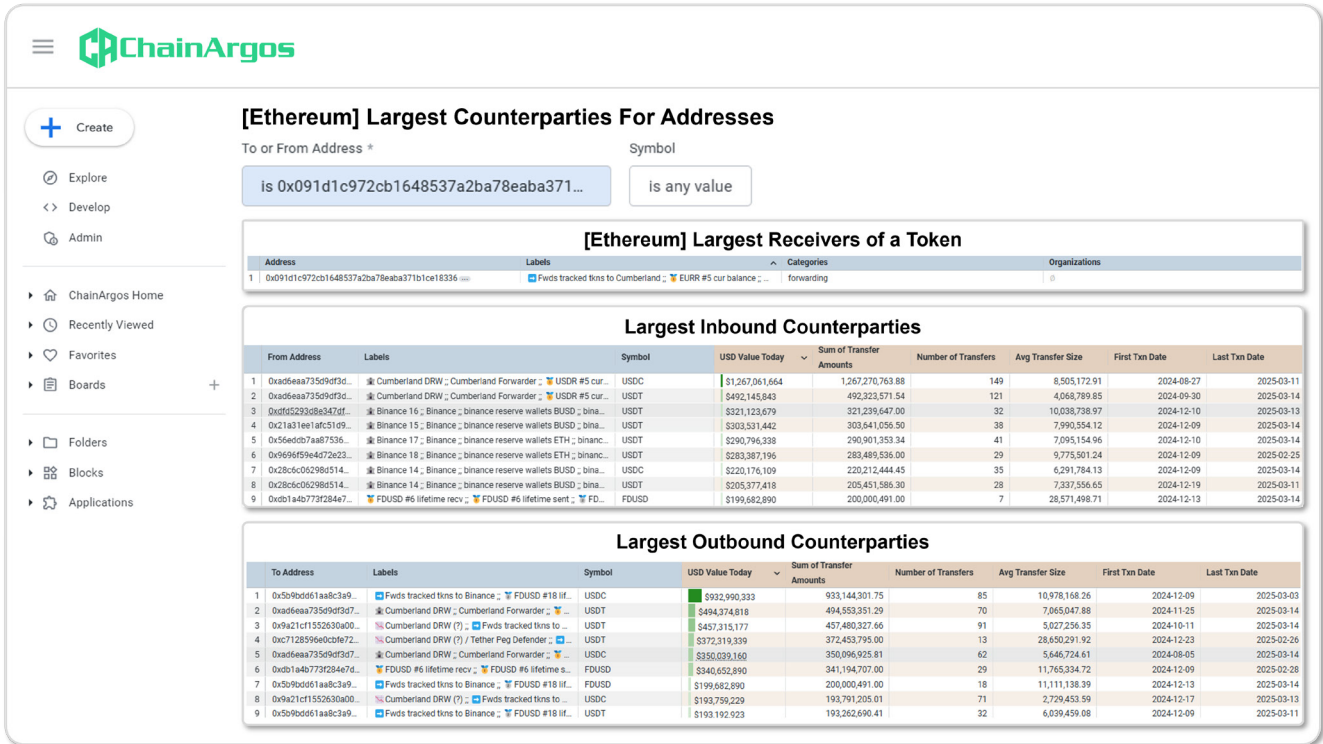 ChainArgos
Create
Explore
Develop
Admin
ChainArgos Home
Recently Viewed
Favorites
Boards
Folders
Blocks
Applications
[Ethereum] Largest Counterparties For Addresses
To or From Address * Symbol
is 0x091d1c972cb1648537a2ba78eaba371... is any value
[Ethereum] Largest Receivers of a Token
Address Labels Categories Organizations
1 0x091d1c972cb1648537a2ba78eaba371b1ce18336 Fwds tracked tkns to Cumberland ;; EURR #5 cur balance ;; ... forwarding ∅
Largest Inbound Counterparties
From Address Labels Symbol USD Value Today Sum of Transfer Amounts Number of Transfers Avg Transfer Size First Txn Date Last Txn Date
1 0xad6eaa735d9df3d... Cumberland DRW ;; Cumberland Forwarder ;; USDR #5 cur... USDC $1,267,061,664 1,267,270,763.88 149 8,505,172.91 2024-08-27 2025-03-11
2 0xad6eaa735d9df3d... Cumberland DRW ;; Cumberland Forwarder ;; USDR #5 cur... USDT $492,145,843 492,323,571.54 121 4,068,789.85 2024-09-30 2025-03-14
3 0xdfd5293d8e347df... Binance 16 ;; Binance ;; binance reserve wallets BUSD ;; bina... USDT $321,123,679 321,239,647.00 32 10,038,738.97 2024-12-10 2025-03-13
4 0x21a31ee1afc51d9... Binance 15 ;; Binance ;; binance reserve wallets BUSD ;; bina... USDT $303,531,442 303,641,056.50 38 7,990,554.12 2024-12-09 2025-03-14
5 0x56eddb7aa87536... Binance 17 ;; Binance ;; binance reserve wallets ETH ;; binanc... USDT $290,796,338 290,901,353.34 41 7,095,154.96 2024-12-10 2025-03-14
6 0x9696f59e4d72e23... Binance 18 ;; Binance ;; binance reserve wallets ETH ;; binanc... USDT $283,387,196 283,489,536.00 29 9,775,501.24 2024-12-09 2025-02-25
7 0x28c6c06298d514... Binance 14 ;; Binance ;; binance reserve wallets BUSD ;; bina... USDC $220,176,109 220,212,444.45 35 6,291,784.13 2024-12-09 2025-03-14
8 0x28c6c06298d514... Binance 14 ;; Binance ;; binance reserve wallets BUSD ;; bina... USDT $205,377,418 205,451,586.30 28 7,337,556.65 2024-12-19 2025-03-11
9 0xdb1a4b773f284e7... FDUSD #6 lifetime recv ;; FDUSD #6 lifetime sent ;; FD... FDUSD $199,682,890 200,000,491.00 7 28,571,498.71 2024-12-13 2025-03-14
Largest Outbound Counterparties
To Address Labels Symbol USD Value Today Sum of Transfer Amounts Number of Transfers Avg Transfer Size First Txn Date Last Txn Date
1 0x5b9bdd61aa8c3a9... Fwds tracked tkns to Binance ;; FDUSD #18 lif... USDC $932,990,333 933,144,301.75 85 10,978,168.26 2024-12-09 2025-03-03
2 0xad6eaa735d9df3d7... Cumberland DRW ;; Cumberland Forwarder ;; ... USDT $494,374,818 494,553,351.29 70 7,065,047.88 2024-11-25 2025-03-14
3 0x9a21cf1552630a00... Cumberland DRW (?) ;; Fwds tracked tkns to ... USDT $457,315,177 457,480,327.66 91 5,027,256.35 2024-10-11 2025-03-14
4 0xc7128596e0cbfe72... Cumberland DRW (?) / Tether Peg Defender ;; ... USDT $372,319,339 372,453,795.00 13 28,650,291.92 2024-12-23 2025-02-26
5 0xad6eaa735d9df3d7... Cumberland DRW ;; Cumberland Forwarder ;; ... USDC $350,039,160 350,096,925.81 62 5,646,724.61 2024-08-05 2025-03-14
6 0xdb1a4b773f284e7d... FDUSD #6 lifetime recv ;; FDUSD #6 lifetime s... FDUSD $340,652,890 341,194,707.00 29 11,765,334.72 2024-12-09 2025-02-28
7 0x5b9bdd61aa8c3a9... Fwds tracked tkns to Binance ;; FDUSD #18 lif... FDUSD $199,682,890 200,000,491.00 18 11,111,138.39 2024-12-13 2025-03-14
8 0x9a21cf1552630a00... Cumberland DRW (?) ;; Fwds tracked tkns to ... USDC $193,759,229 193,791,205.01 71 2,729,453.59 2024-12-17 2025-03-13
9 0x5b9bdd61aa8c3a9... Fwds tracked tkns to Binance ;; FDUSD #18 lif... USDT $193,192,923 193,262,690.41 32 6,039,459.08 2024-12-09 2025-03-11